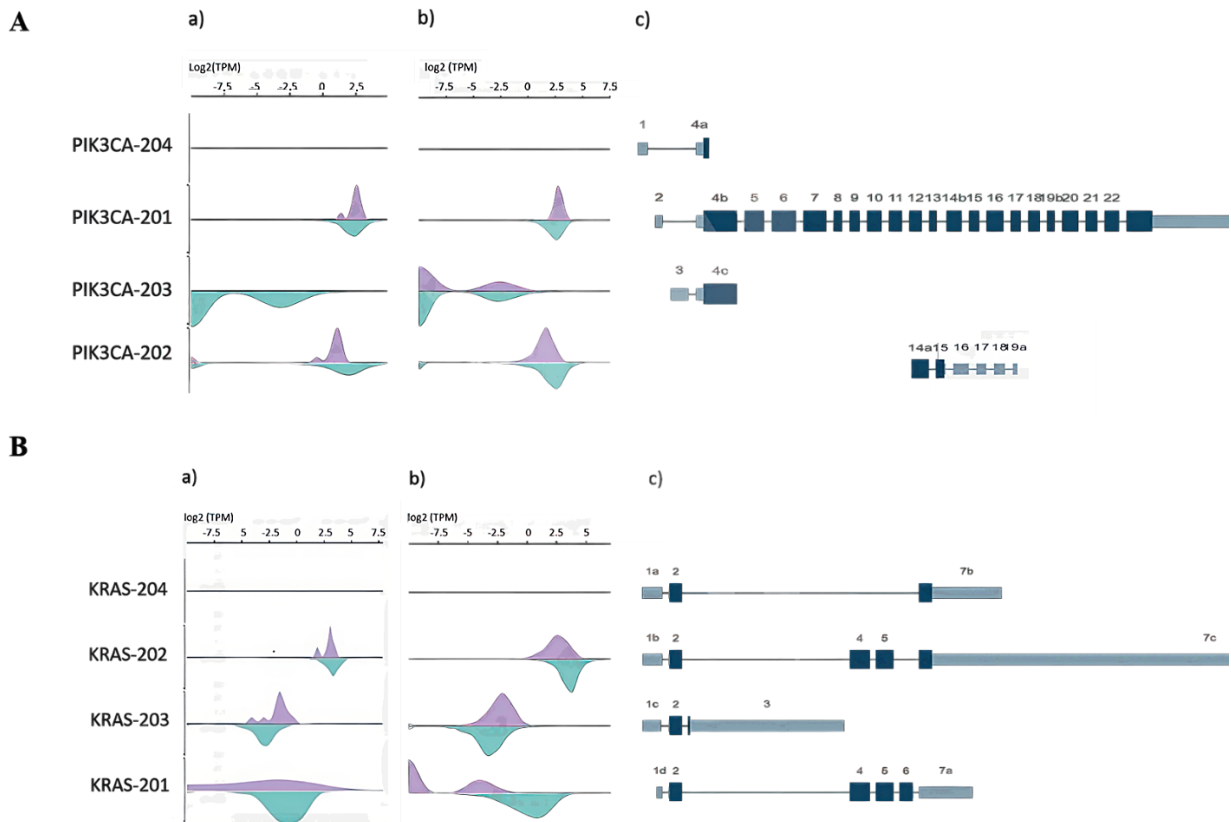 A
a)
b)
c)
Log2(TPM)
-7.5 -5 -2.5 0 2.5
log2 (TPM)
-7.5 -5 -2.5 0 2.5 5 7.5
PIK3CA-204
1 4a
PIK3CA-201
2 4b 5 6 7 8 9 10 11 12 13 14b 15 16 17 18 19b 20 21 22
PIK3CA-203
3 4c
PIK3CA-202
14a 15 16 17 18 19a
B
a)
b)
c)
log2 (TPM)
-7.5 5 -2.5 0 2.5 5 7.5
log2 (TPM)
-7.5 -5 -2.5 0 2.5 5
KRAS-204
1a 2 7b
KRAS-202
1b 2 4 5 7c
KRAS-203
1c 2 3
KRAS-201
1d 2 4 5 6 7a